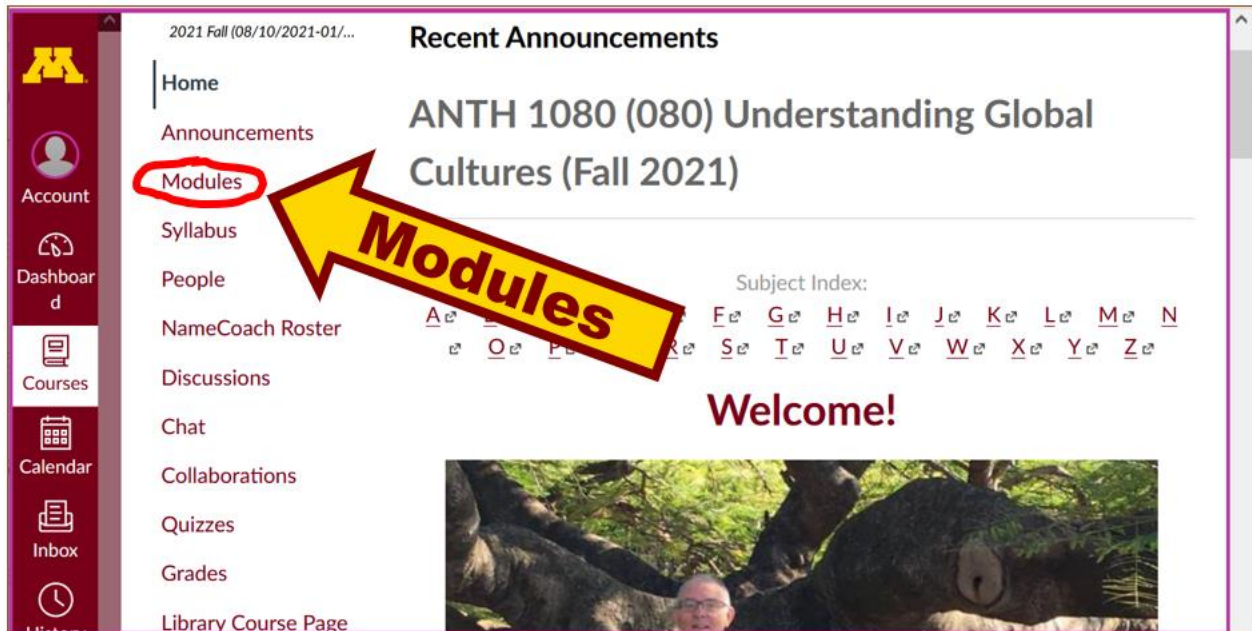 M
Account
Dashboar
d
Courses
Calendar
Inbox
2021 Fall (08/10/2021-01/...
Home
Announcements
Modules
Syllabus
People
NameCoach Roster
Discussions
Chat
Collaborations
Quizzes
Grades
Library Course Page
Modules
Recent Announcements
ANTH 1080 (080) Understanding Global
Cultures (Fall 2021)
Subject Index:
A F G H I J K L M N
O P R S T U V W X Y Z
Welcome!